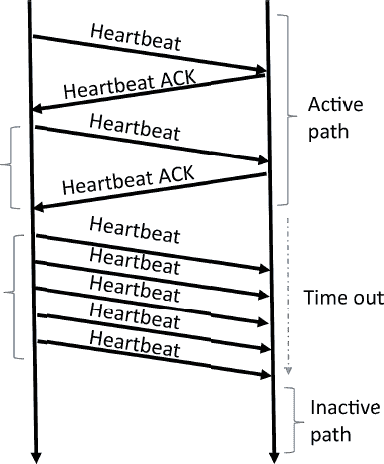 Heartbeat
Heartbeat ACK
Active
path
Heartbeat
Heartbeat ACK
Heartbeat
Heartbeat
Heartbeat
Time out
Heartbeat
Heartbeat
Inactive
path